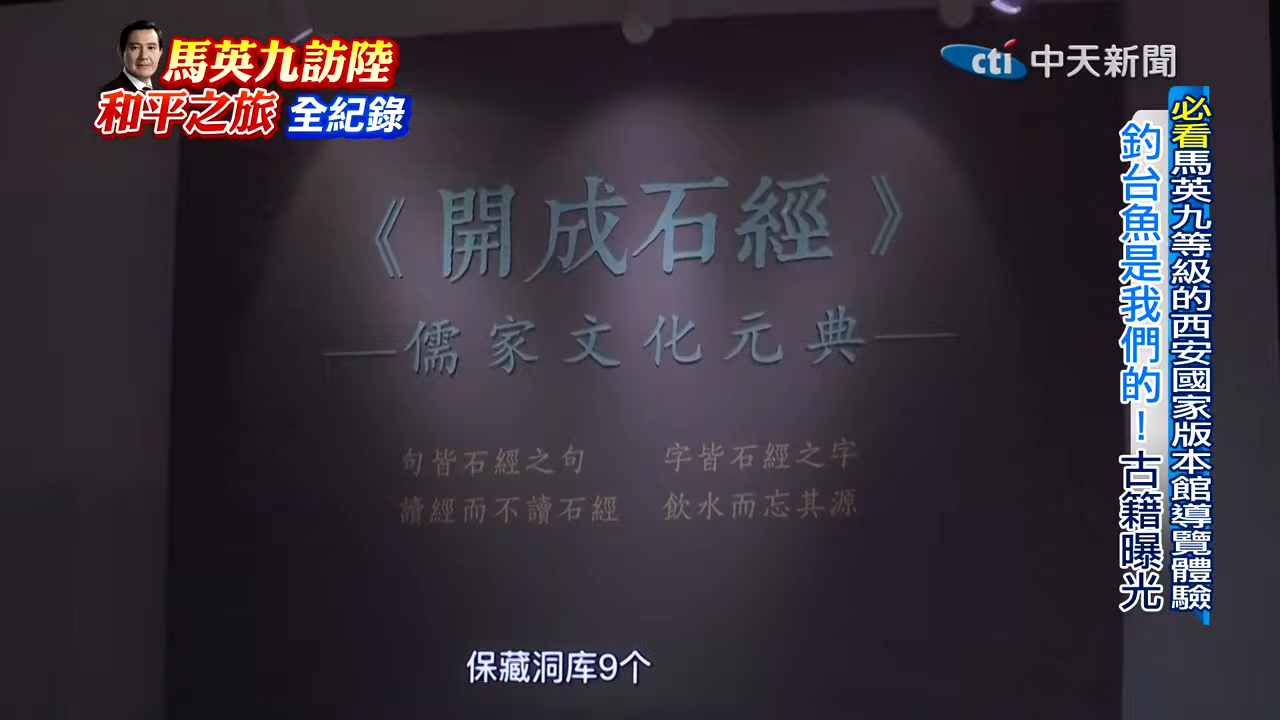 馬英九訪陸
和平之旅 全紀錄
cti 中天新聞
必看馬英九等級的西安國家版本館導覽體驗
釣台魚是我們的！古籍曝光
《開成石經》
儒家文化元典
句皆石經之句 字皆石經之字
讀經而不讀石經 飲水而忘其源
保藏洞库9个